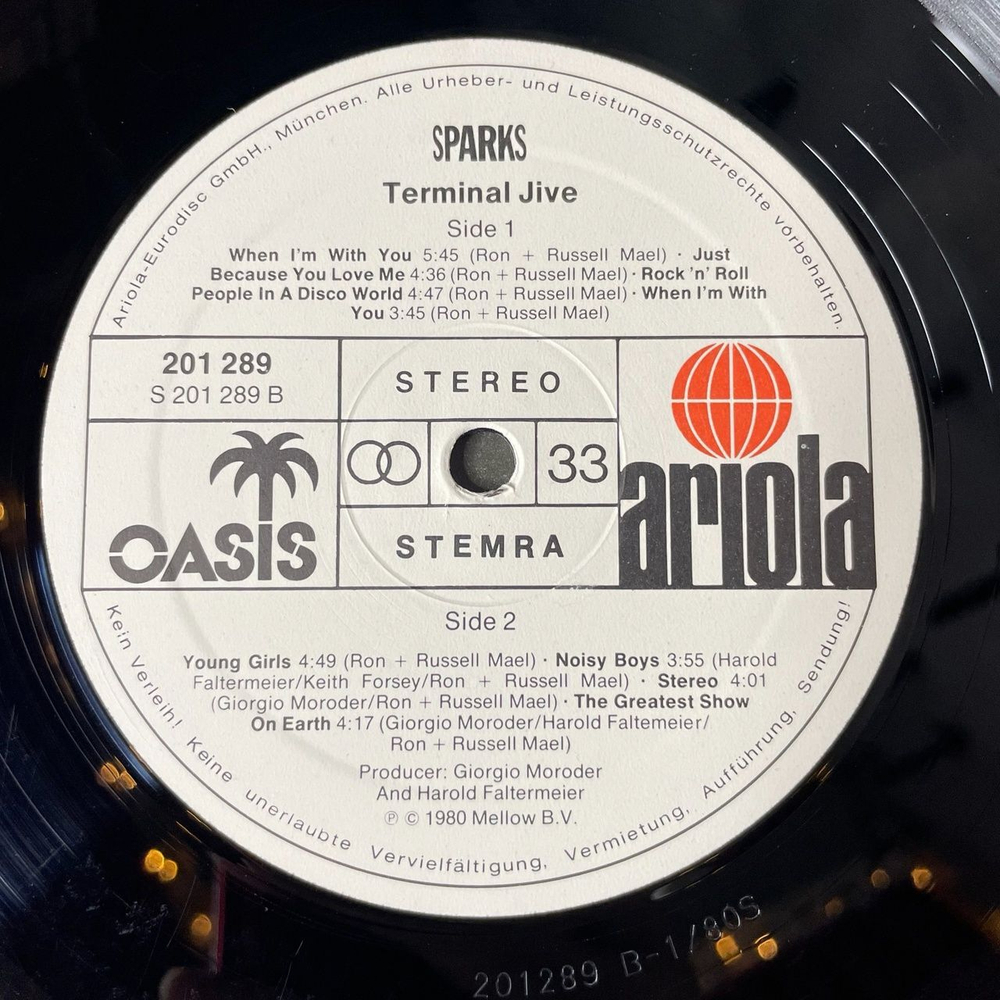 Ariola-Eurodisc GmbH., München. Alle Urheber- und Leistungsschutzrechte vorbehalten.
SPARKS
Terminal Jive
Side 1
When I'm With You 5:45 (Ron + Russell Mael) · Just
Because You Love Me 4:36 (Ron + Russell Mael) · Rock 'n' Roll
People In A Disco World 4:47 (Ron + Russell Mael) · When I'm With
You 3:45 (Ron + Russell Mael)
201 289
S 201 289 B
STEREO
33
OASIS
STEMRA
ariola
Side 2
Young Girls 4:49 (Ron + Russell Mael) · Noisy Boys 3:55 (Harold
Faltermeier/Keith Forsey/Ron + Russell Mael) · Stereo 4:01
(Giorgio Moroder/Ron + Russell Mael) · The Greatest Show
On Earth 4:17 (Giorgio Moroder/Harold Faltemeier/
Ron + Russell Mael)
Producer: Giorgio Moroder
And Harold Faltermeier
℗ © 1980 Mellow B.V.
Kein Verleih! Keine unerlaubte Vervielfältigung, Vermietung, Aufführung, Sendung!
201289 B-1/80S